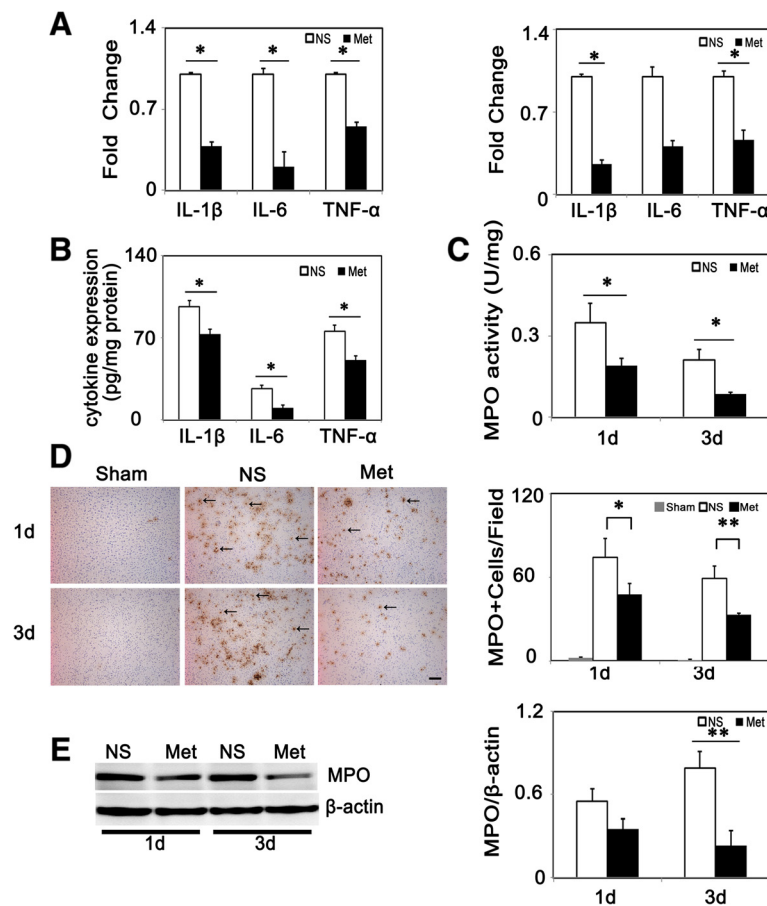 A
1.4
NS Met
* * *
0.7
Fold Change
0
IL-1β IL-6 TNF-α
1.4
NS Met
* *
0.7
Fold Change
0
IL-1β IL-6 TNF-α
B
140
NS Met
* * *
70
cytokine expression
(pg/mg protein)
0
IL-1β IL-6 TNF-α
C
0.6
NS Met
* *
0.3
MPO activity (U/mg)
0
1d 3d
D
Sham NS Met
1d
3d
120
Sham NS Met
* **
60
MPO+Cells/Field
0
1d 3d
E
NS Met NS Met
MPO
β-actin
1d 3d
1.2
NS Met
**
0.6
MPO/β-actin
0
1d 3d